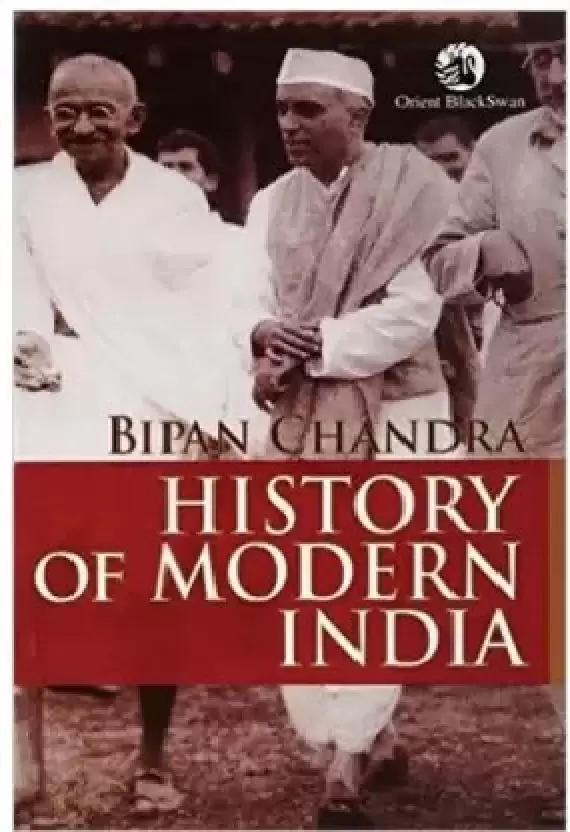 Orient BlackSwan
BIPAN CHANDRA
HISTORY
OF MODERN
INDIA